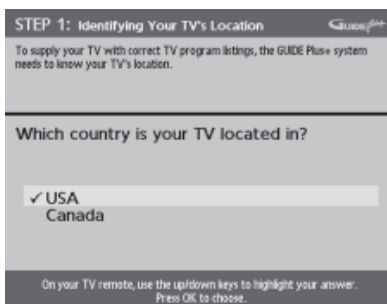 STEP 1: Identifying Your TV's Location
GUIDE Plus+
To supply your TV with correct TV program listings, the GUIDE Plus+ system
needs to know your TV's location.
Which country is your TV located in?
✓ USA
Canada
On your TV remote, use the up/down keys to highlight your answer.
Press OK to choose.